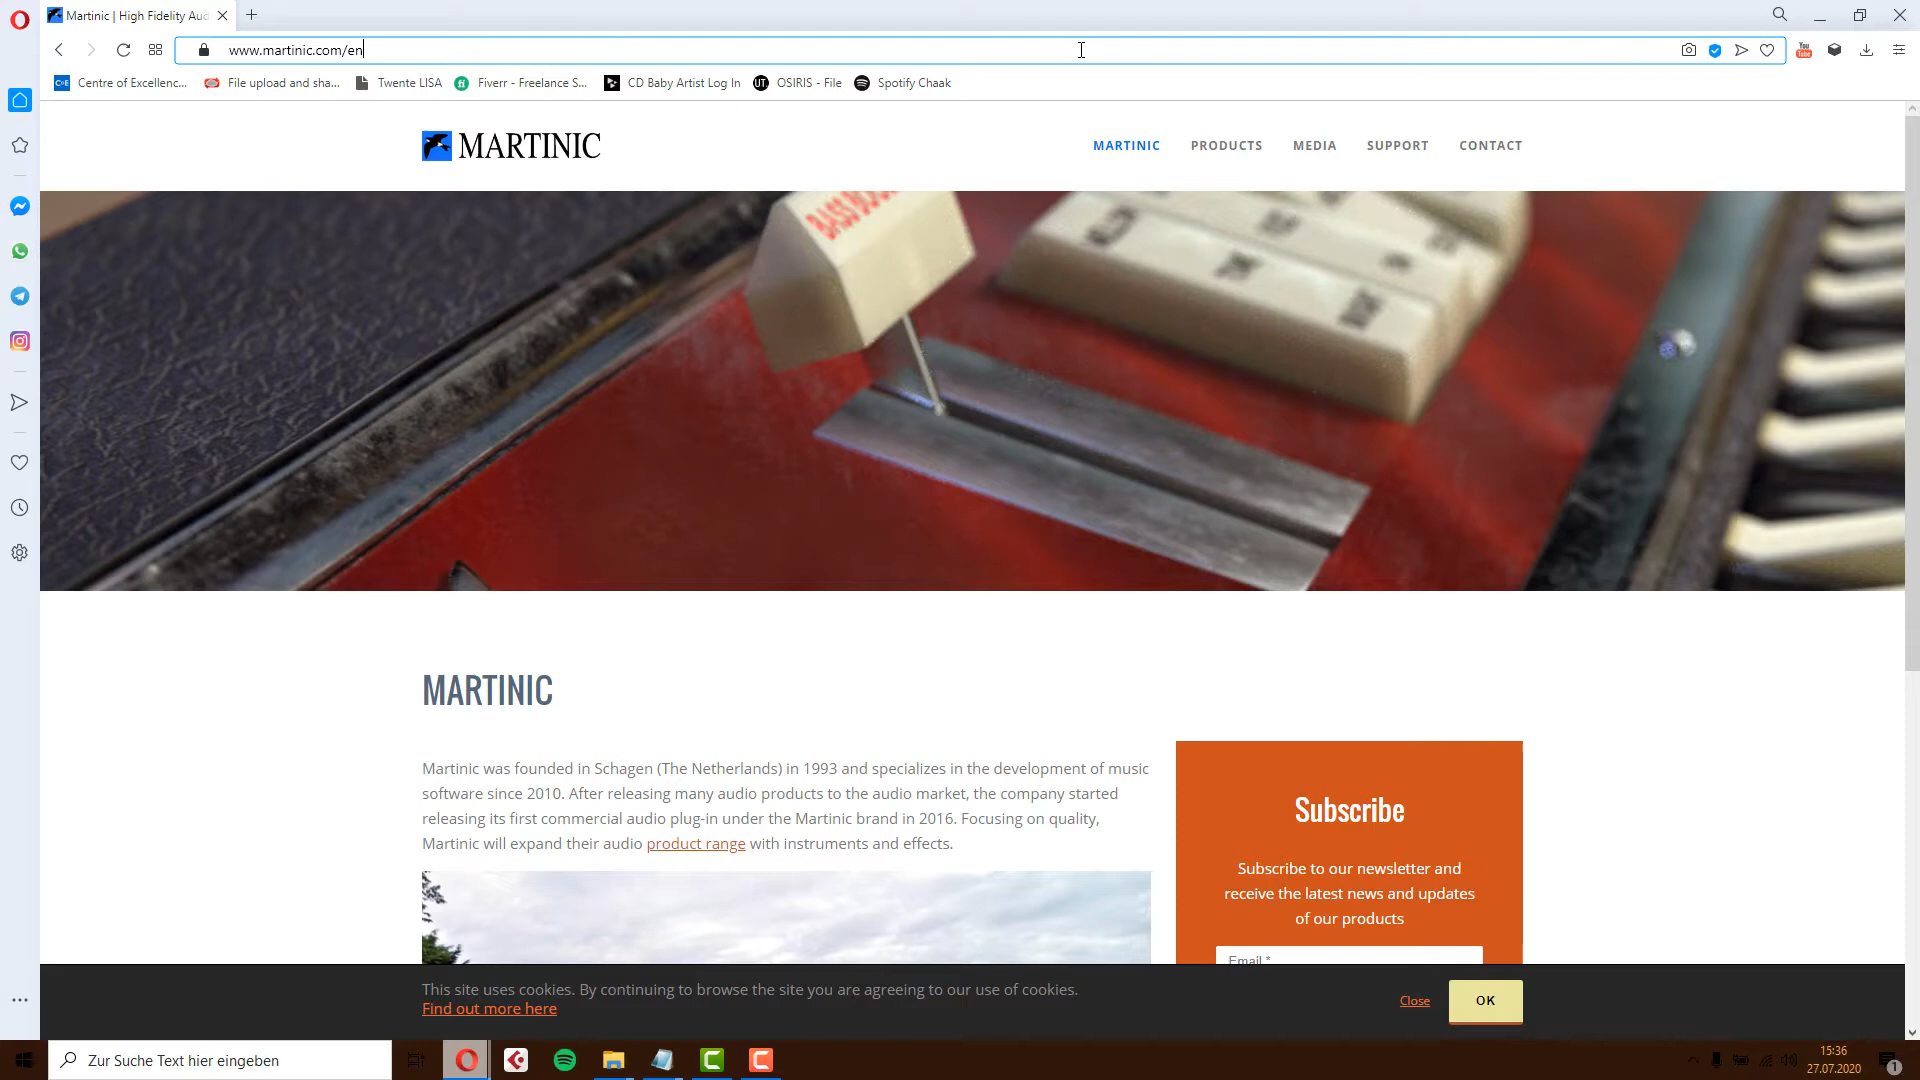 Martinic | High Fidelity Aud
www.martinic.com/en
You
Tube
C∞E
Centre of Excellenc...
File upload and sha...
Twente LISA
fi
Fiverr - Freelance S...
CD Baby Artist Log In
UT.
OSIRIS - File
Spotify Chaak
MARTINIC
MARTINIC
PRODUCTS
MEDIA
SUPPORT
CONTACT
MARTINIC
Martinic was founded in Schagen (The Netherlands) in 1993 and specializes in the development of music
software since 2010. After releasing many audio products to the audio market, the company started
releasing its first commercial audio plug-in under the Martinic brand in 2016. Focusing on quality,
Martinic will expand their audio product range with instruments and effects.
Subscribe
Subscribe to our newsletter and
receive the latest news and updates
of our products
Email *
This site uses cookies. By continuing to browse the site you are agreeing to our use of cookies.
Find out more here
Close
OK
Zur Suche Text hier eingeben
15:36
27.07.2020
1